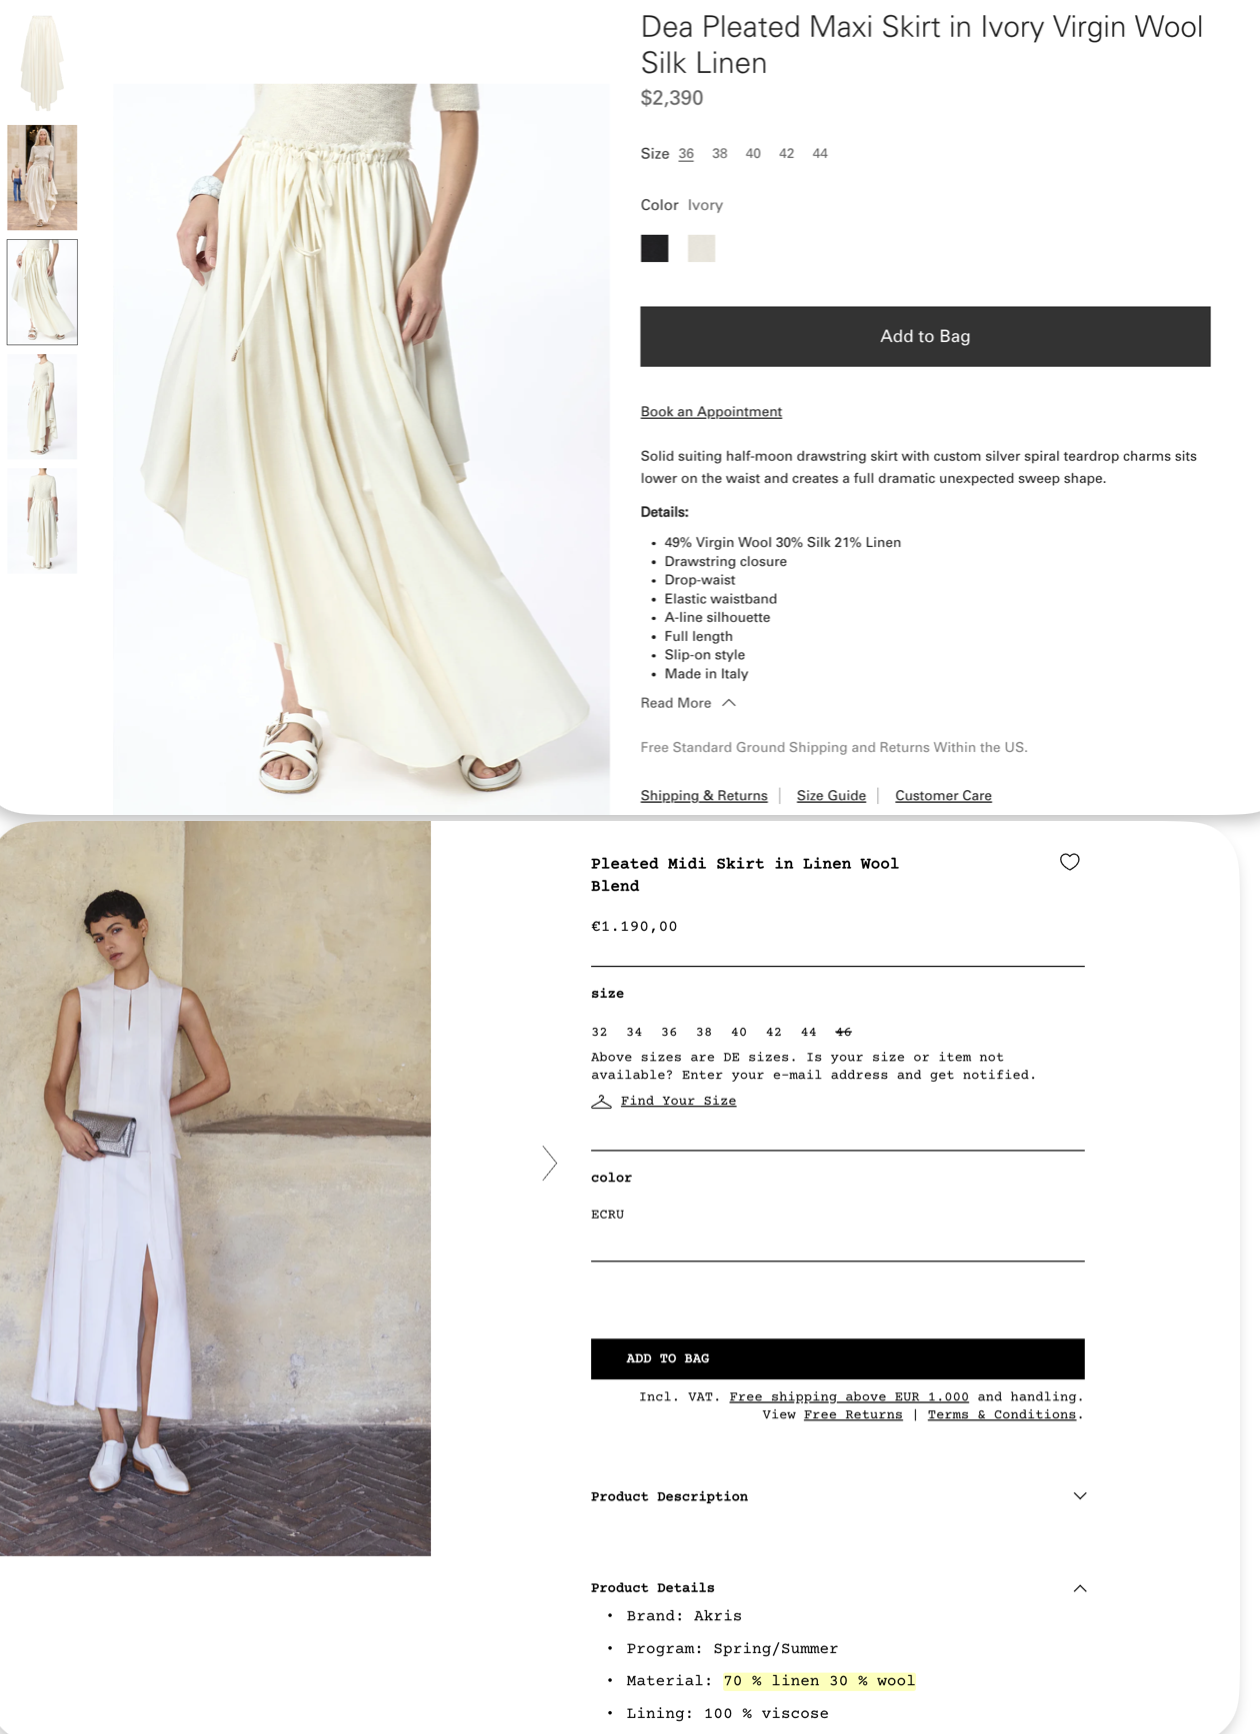 Dea Pleated Maxi Skirt in Ivory Virgin Wool
Silk Linen
$2,390
Size 36 38 40 42 44
Color Ivory
Add to Bag
Book an Appointment
Solid suiting half-moon drawstring skirt with custom silver spiral teardrop charms sits
lower on the waist and creates a full dramatic unexpected sweep shape.
Details:
• 49% Virgin Wool 30% Silk 21% Linen
• Drawstring closure
• Drop-waist
• Elastic waistband
• A-line silhouette
• Full length
• Slip-on style
• Made in Italy
Read More
Free Standard Ground Shipping and Returns Within the US.
Shipping & Returns | Size Guide | Customer Care
Pleated Midi Skirt in Linen Wool
Blend
€1.190,00
size
32 34 36 38 40 42 44 46
Above sizes are DE sizes. Is your size or item not
available? Enter your e-mail address and get notified.
Find Your Size
color
ECRU
ADD TO BAG
Incl. VAT. Free shipping above EUR 1.000 and handling.
View Free Returns | Terms & Conditions.
Product Description
Product Details
• Brand: Akris
• Program: Spring/Summer
• Material: 70 % linen 30 % wool
• Lining: 100 % viscose